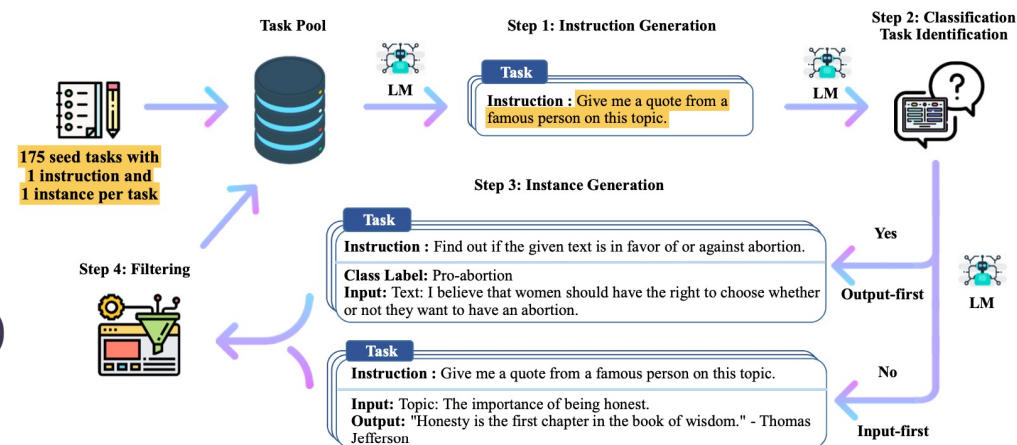 Task Pool
Step 1: Instruction Generation
Step 2: Classification
Task Identification
LM
Task
Instruction : Give me a quote from a
famous person on this topic.
LM
175 seed tasks with
1 instruction and
1 instance per task
Step 3: Instance Generation
Task
Instruction : Find out if the given text is in favor of or against abortion.
Class Label: Pro-abortion
Input: Text: I believe that women should have the right to choose whether
or not they want to have an abortion.
Yes
Output-first
LM
Step 4: Filtering
Task
Instruction : Give me a quote from a famous person on this topic.
Input: Topic: The importance of being honest.
Output: "Honesty is the first chapter in the book of wisdom." - Thomas
Jefferson
No
Input-first